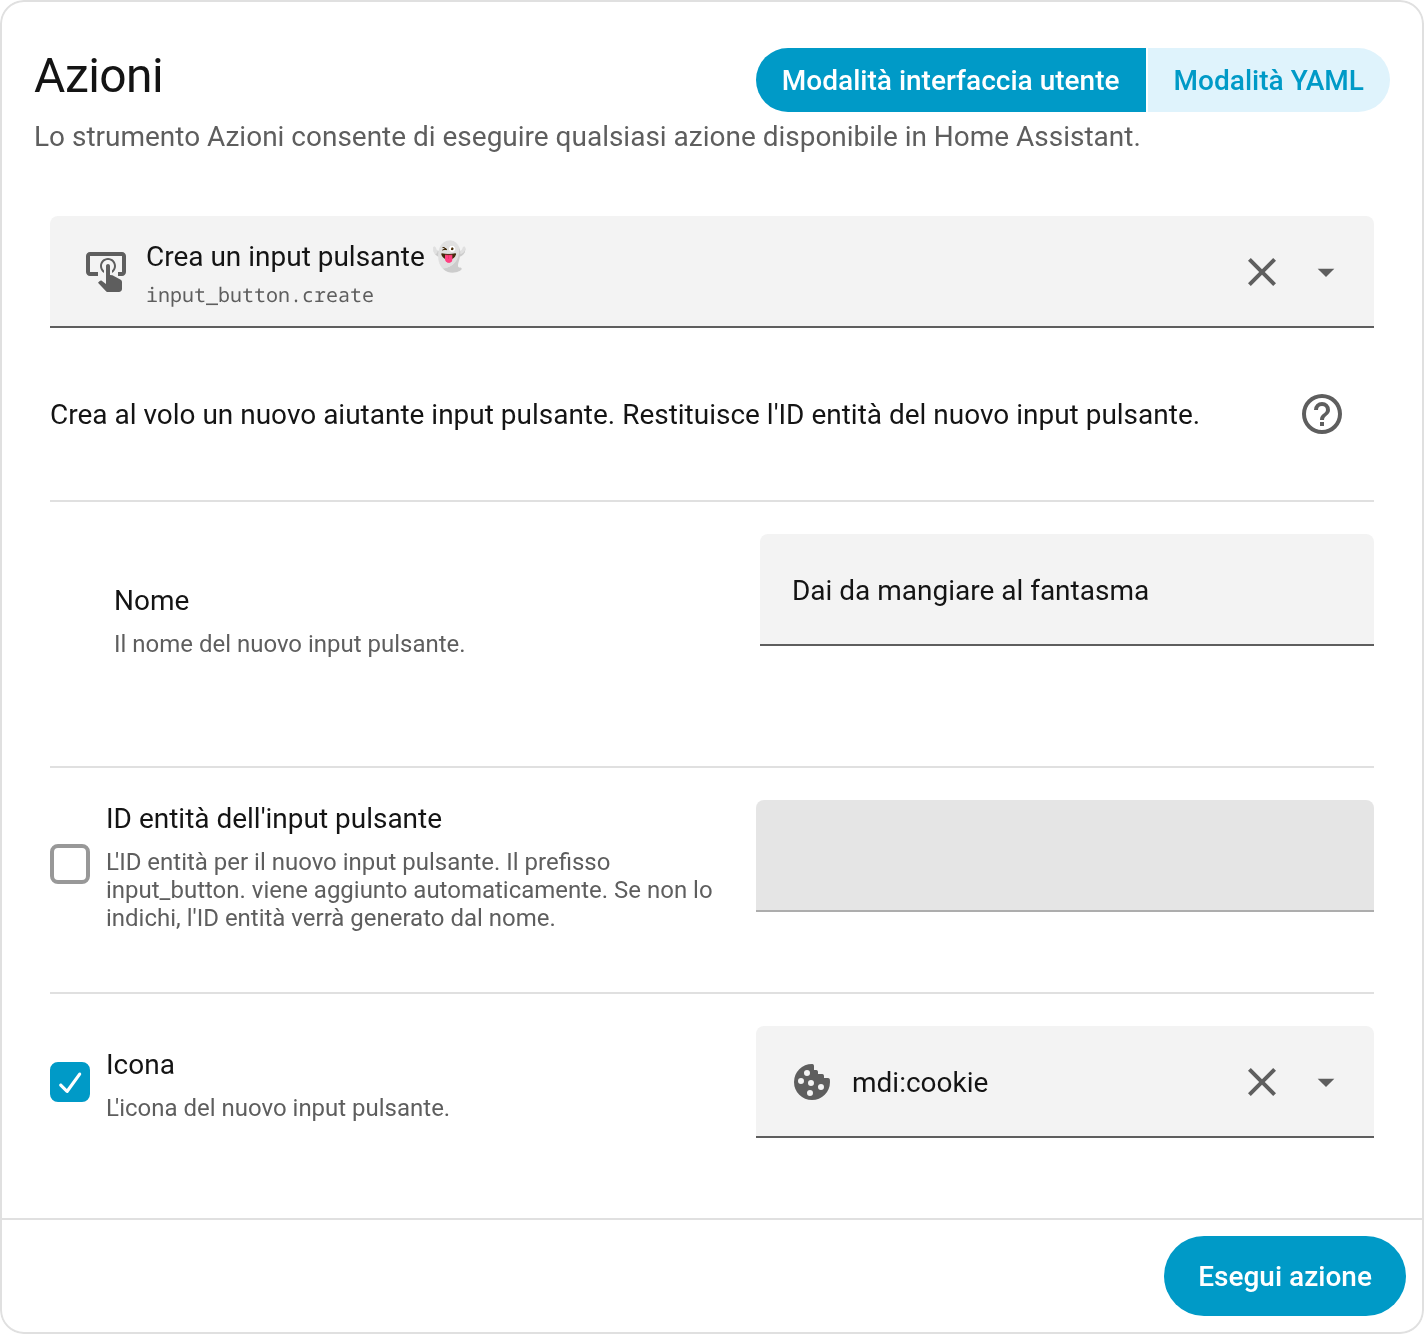 Azioni
Modalità interfaccia utente
Modalità YAML
Lo strumento Azioni consente di eseguire qualsiasi azione disponibile in Home Assistant.
Crea un input pulsante 👻
input_button.create
Crea al volo un nuovo aiutante input pulsante. Restituisce l'ID entità del nuovo input pulsante.
Nome
Il nome del nuovo input pulsante.
Dai da mangiare al fantasma
ID entità dell'input pulsante
L'ID entità per il nuovo input pulsante. Il prefisso
input_button. viene aggiunto automaticamente. Se non lo
indichi, l'ID entità verrà generato dal nome.
Icona
L'icona del nuovo input pulsante.
mdi:cookie
Esegui azione